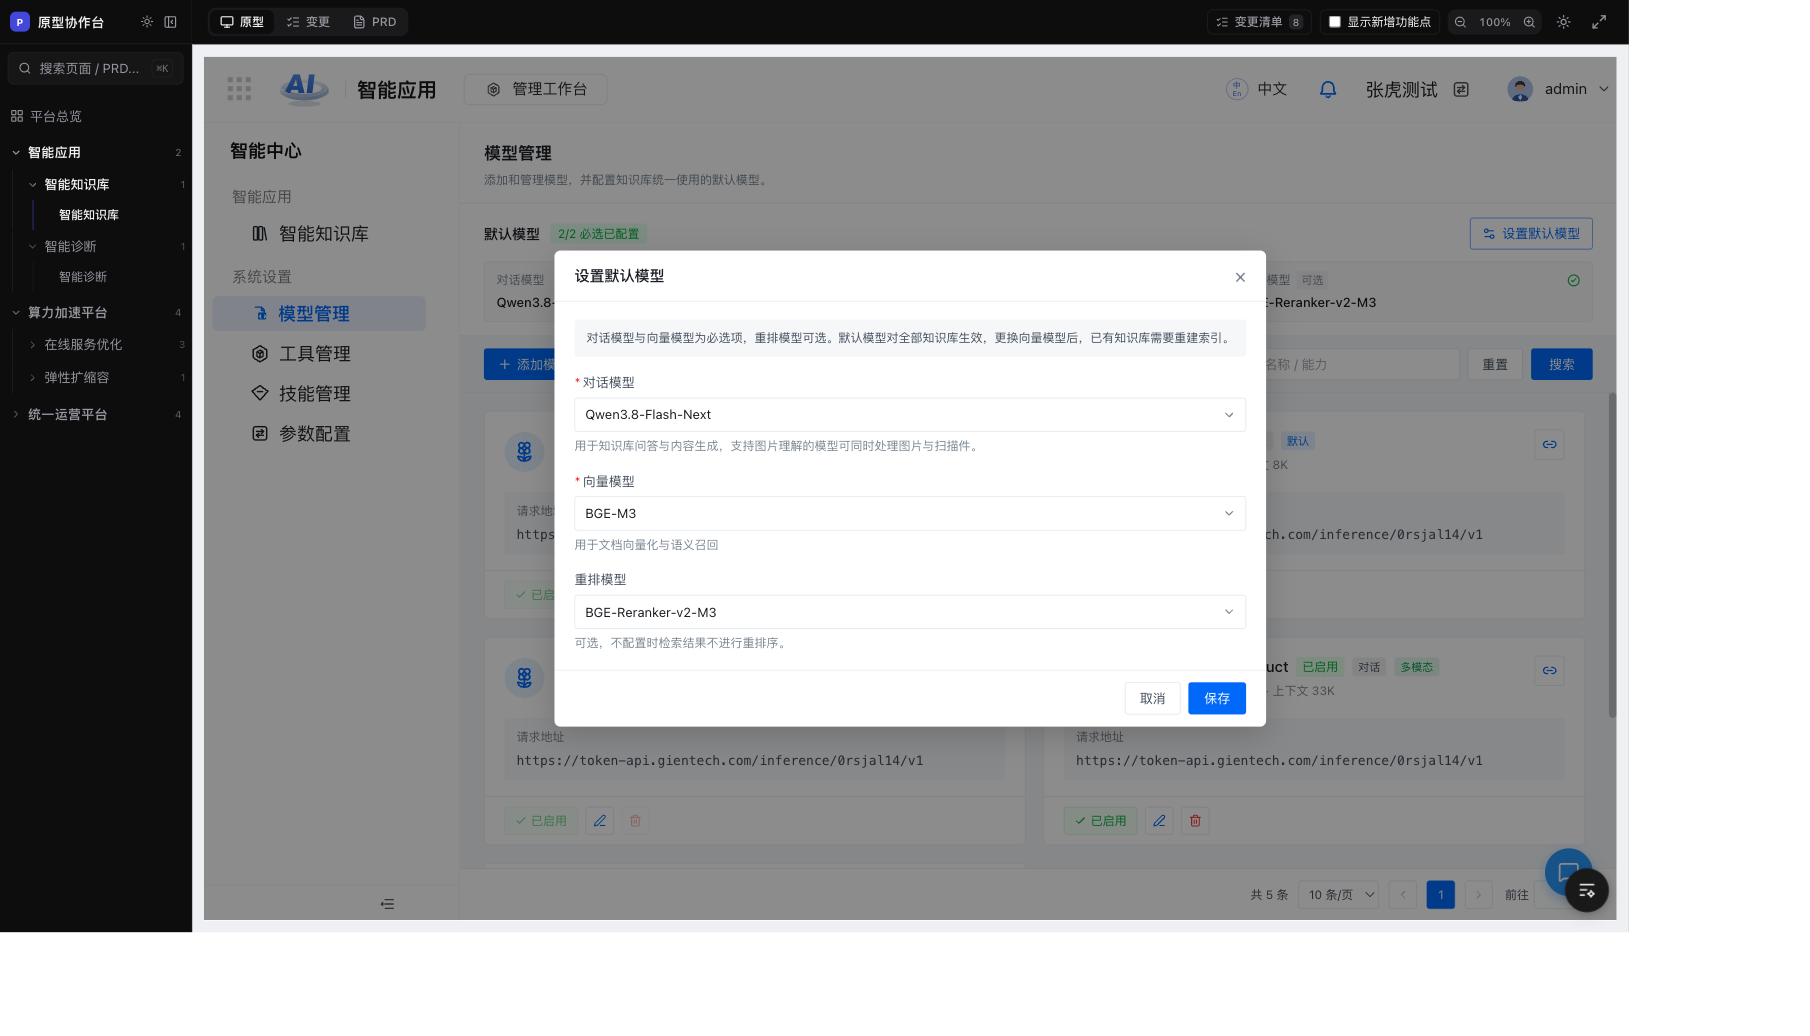 P 原型协作台
原型 变更 PRD
变更清单 8 显示新增功能点 100%
搜索页面 / PRD... ⌘K
平台总览
智能应用 2
智能知识库 1
智能知识库
智能诊断 1
智能诊断
算力加速平台 4
在线服务优化 3
弹性扩缩容 1
统一运营平台 4
AI 智能应用 管理工作台
中 En 中文 张虎测试 admin
智能中心
智能应用
智能知识库
系统设置
模型管理
工具管理
技能管理
参数配置
模型管理
添加和管理模型，并配置知识库统一使用的默认模型。
默认模型 2/2 必选已配置 设置默认模型
对话模型
Qwen3.8-
模型 可选
-Reranker-v2-M3
添加模
名称 / 能力 重置 搜索
默认
8K
请求地
https
ech.com/inference/0rsjal14/v1
已启
设置默认模型
对话模型与向量模型为必选项，重排模型可选。默认模型对全部知识库生效，更换向量模型后，已有知识库需要重建索引。
* 对话模型
Qwen3.8-Flash-Next
用于知识库问答与内容生成，支持图片理解的模型可同时处理图片与扫描件。
* 向量模型
BGE-M3
用于文档向量化与语义召回
重排模型
BGE-Reranker-v2-M3
可选，不配置时检索结果不进行重排序。
取消 保存
uct 已启用 对话 多模态
· 上下文 33K
请求地址
https://token-api.gientech.com/inference/0rsjal14/v1
已启用
请求地址
https://token-api.gientech.com/inference/0rsjal14/v1
已启用
共 5 条 10 条/页 1 前往